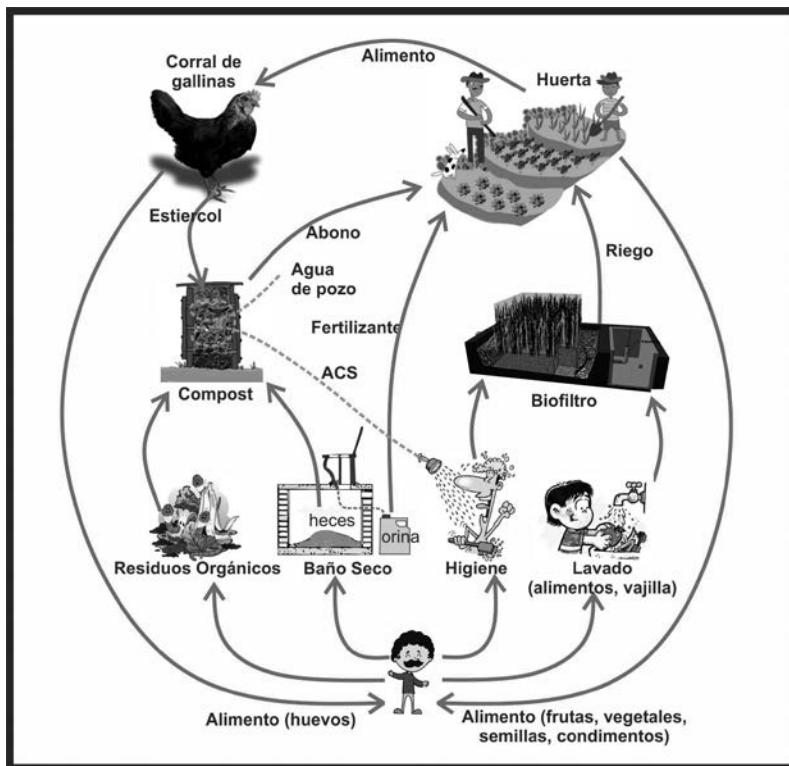 Corral de
gallinas
Alimento
Huerta
Estiercol
Abono
Agua
de pozo
Riego
Fertilizante
ACS
Compost
Biofiltro
heces
orina
Residuos Orgánicos
Baño Seco
Higiene
Lavado
(alimentos, vajilla)
Alimento (huevos)
Alimento (frutas, vegetales,
semillas, condimentos)